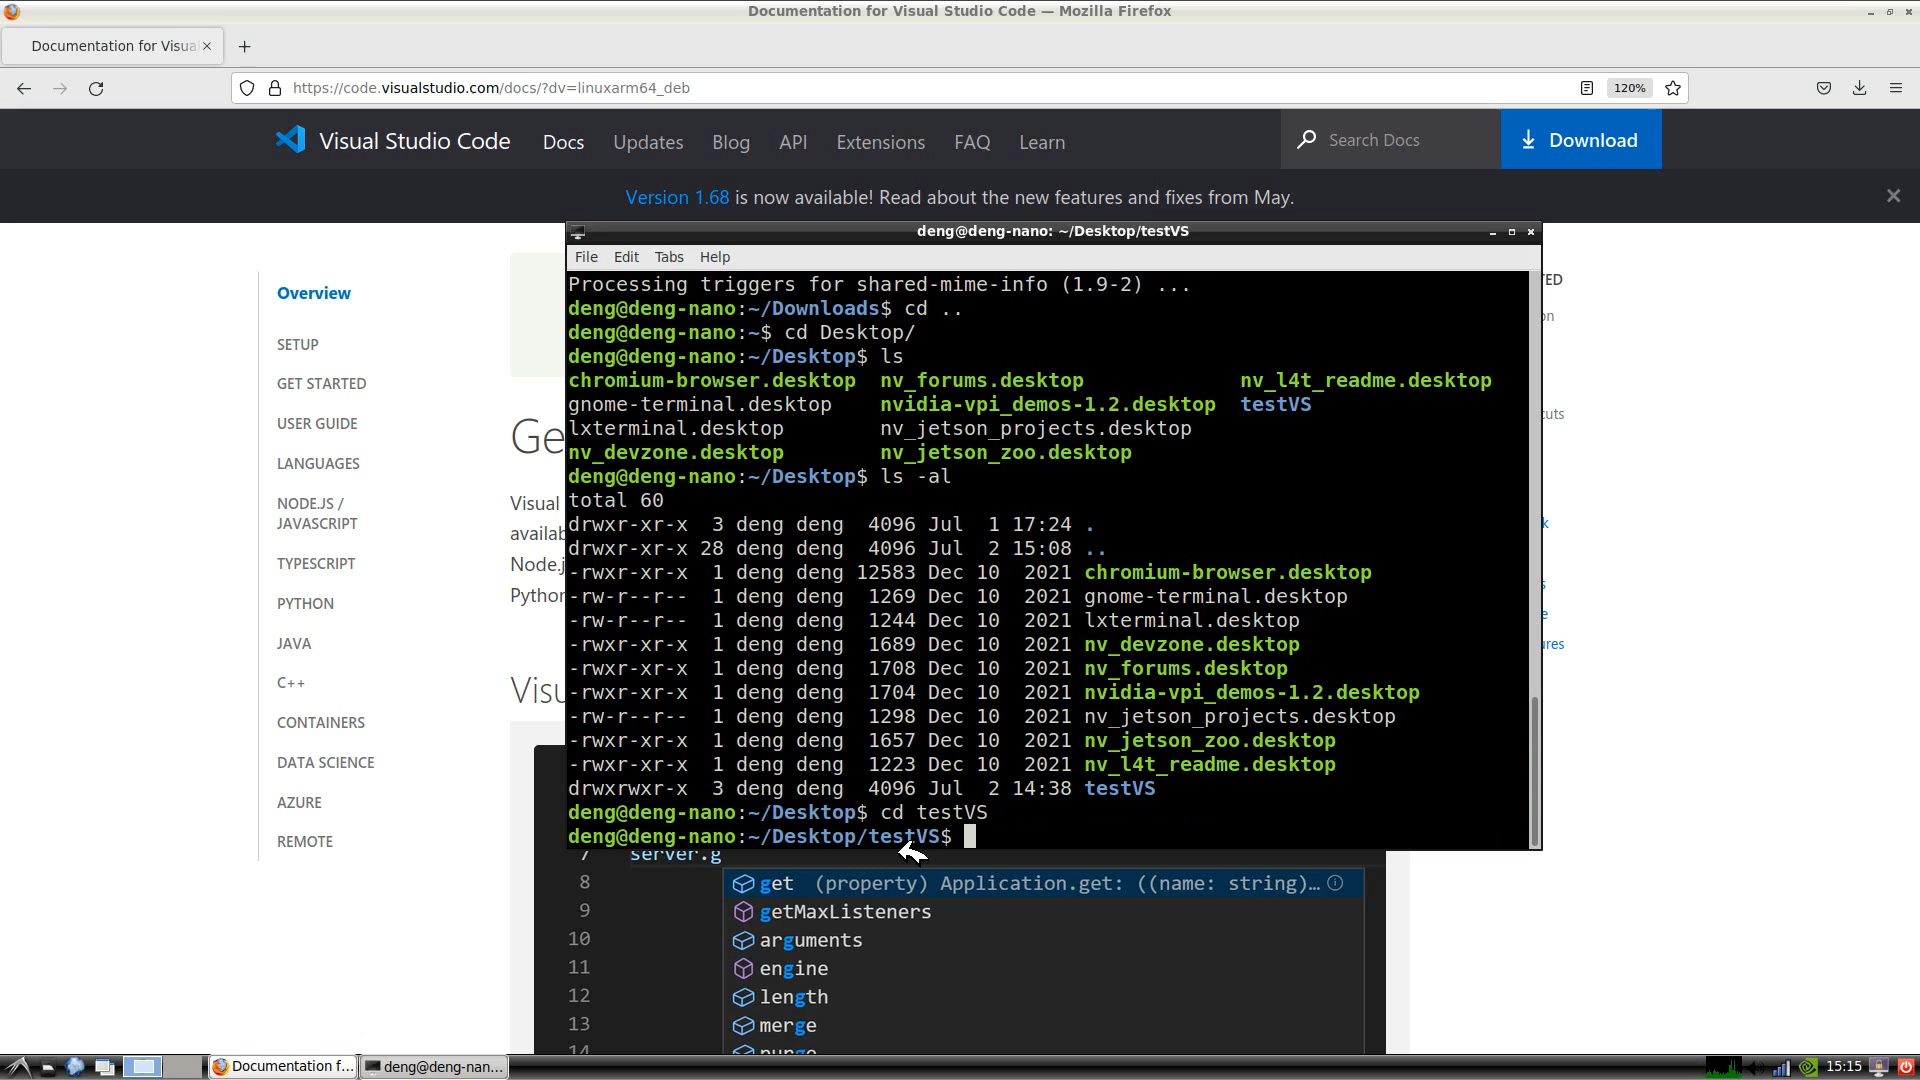 Documentation for Visual Studio Code — Mozilla Firefox
Documentation for Visua
https://code.visualstudio.com/docs/?dv=linuxarm64_deb
120%
Visual Studio Code
Docs
Updates
Blog
API
Extensions
FAQ
Learn
Search Docs
Download
Version 1.68 is now available! Read about the new features and fixes from May.
Overview
SETUP
GET STARTED
USER GUIDE
LANGUAGES
NODE.JS /
JAVASCRIPT
TYPESCRIPT
PYTHON
JAVA
C++
CONTAINERS
DATA SCIENCE
AZURE
REMOTE
Ge
Visual
availab
Node.j
Python
Visu
deng@deng-nano: ~/Desktop/testVS
File Edit Tabs Help
Processing triggers for shared-mime-info (1.9-2) ...
deng@deng-nano:~/Downloads$ cd ..
deng@deng-nano:~$ cd Desktop/
deng@deng-nano:~/Desktop$ ls
chromium-browser.desktop nv_forums.desktop nv_l4t_readme.desktop
gnome-terminal.desktop nvidia-vpi_demos-1.2.desktop testVS
lxterminal.desktop nv_jetson_projects.desktop
nv_devzone.desktop nv_jetson_zoo.desktop
deng@deng-nano:~/Desktop$ ls -al
total 60
drwxr-xr-x 3 deng deng 4096 Jul 1 17:24 .
drwxr-xr-x 28 deng deng 4096 Jul 2 15:08 ..
-rwxr-xr-x 1 deng deng 12583 Dec 10 2021 chromium-browser.desktop
-rw-r--r-- 1 deng deng 1269 Dec 10 2021 gnome-terminal.desktop
-rw-r--r-- 1 deng deng 1244 Dec 10 2021 lxterminal.desktop
-rwxr-xr-x 1 deng deng 1689 Dec 10 2021 nv_devzone.desktop
-rwxr-xr-x 1 deng deng 1708 Dec 10 2021 nv_forums.desktop
-rwxr-xr-x 1 deng deng 1704 Dec 10 2021 nvidia-vpi_demos-1.2.desktop
-rw-r--r-- 1 deng deng 1298 Dec 10 2021 nv_jetson_projects.desktop
-rwxr-xr-x 1 deng deng 1657 Dec 10 2021 nv_jetson_zoo.desktop
-rwxr-xr-x 1 deng deng 1223 Dec 10 2021 nv_l4t_readme.desktop
drwxrwxr-x 3 deng deng 4096 Jul 2 14:38 testVS
deng@deng-nano:~/Desktop$ cd testVS
deng@deng-nano:~/Desktop/testVS$
ED
on
cuts
k
s
e
ures
7 server.g
8 get (property) Application.get: ((name: string)…
9 getMaxListeners
10 arguments
11 engine
12 length
13 merge
14
Documentation f...
deng@deng-nan...
15:15